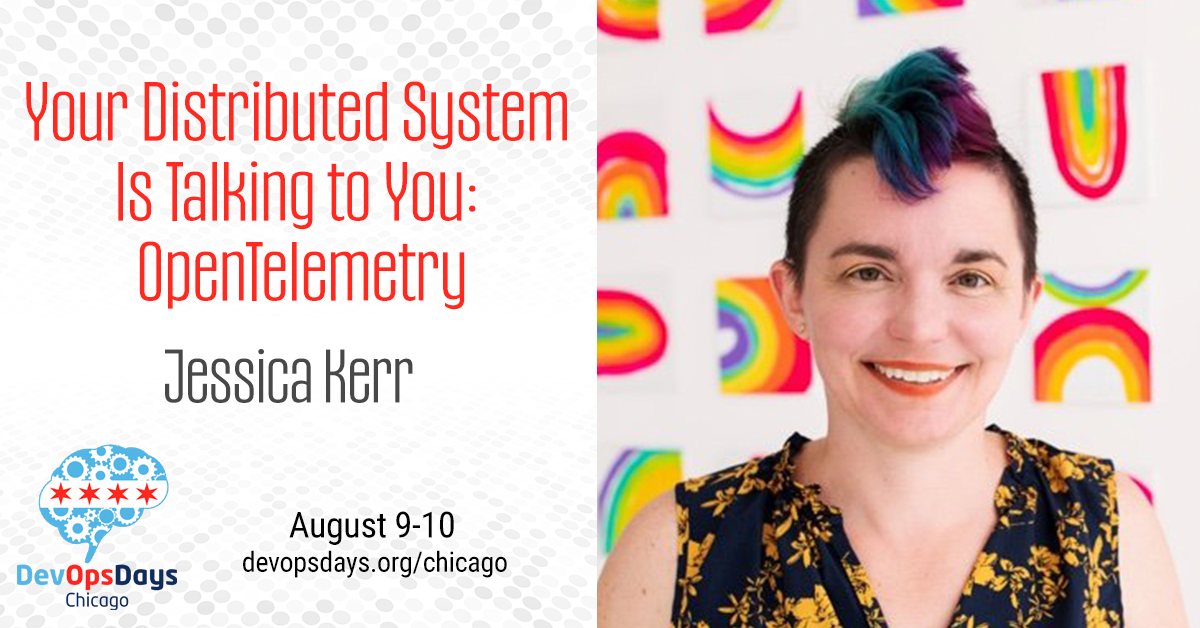 Your Distributed System
Is Talking to You:
OpenTelemetry
Jessica Kerr
August 9-10
devopsdays.org/chicago
DevOpsDays
Chicago